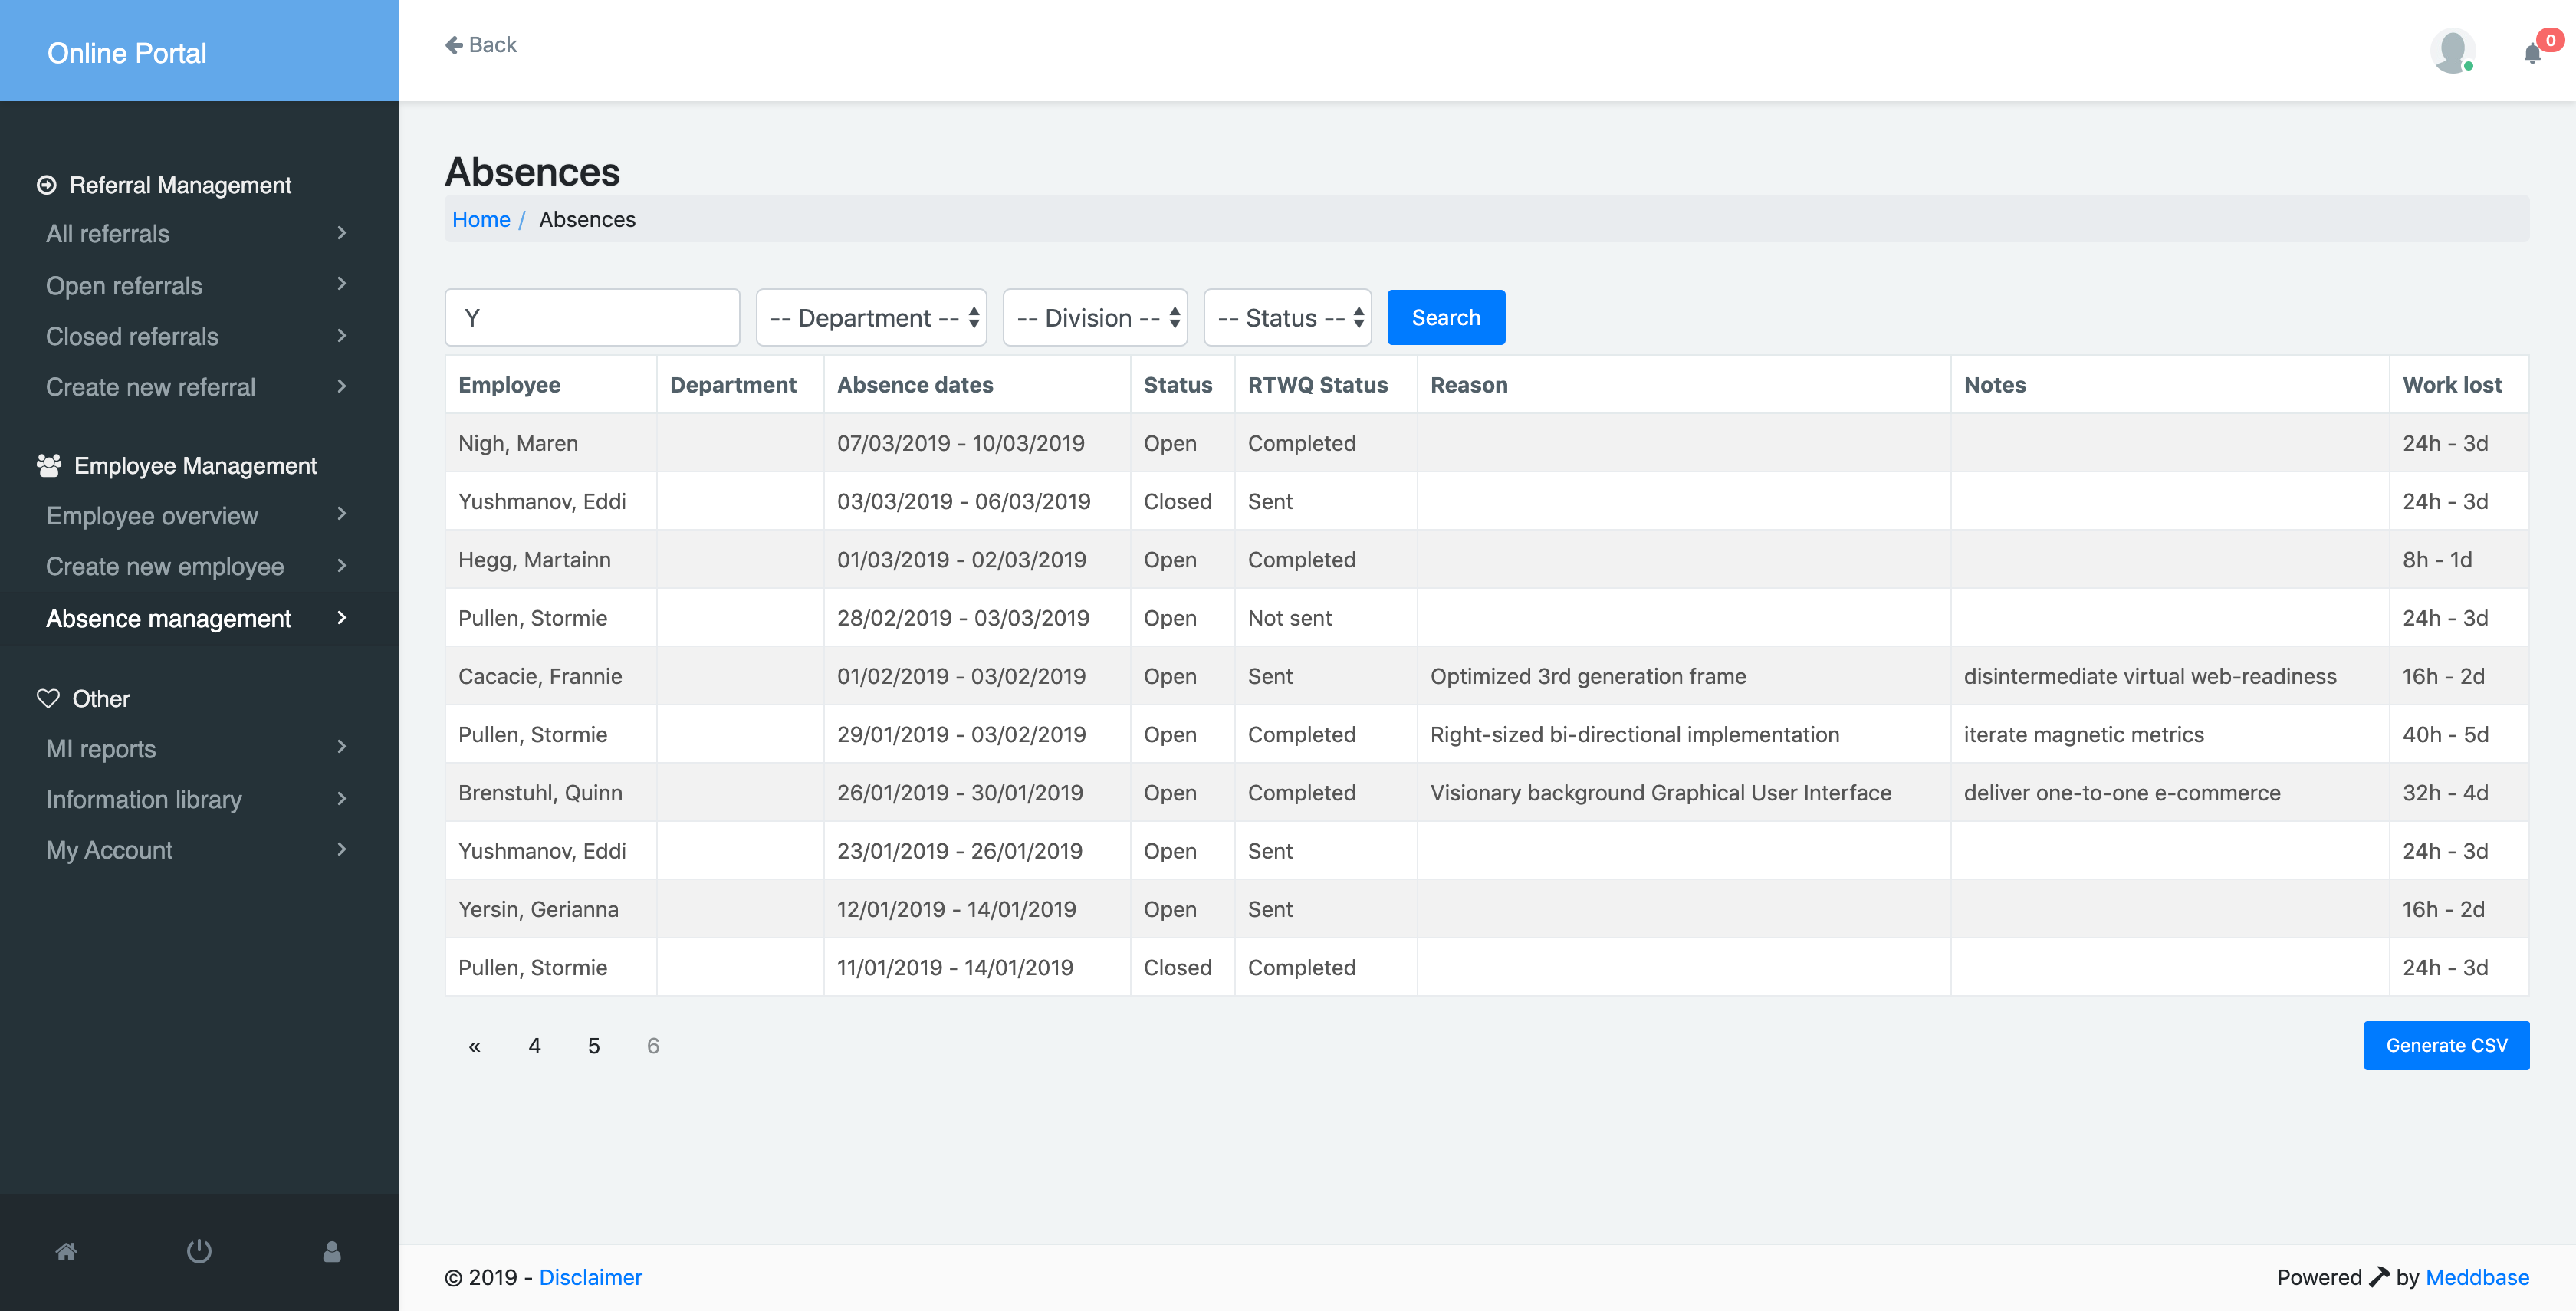 Online Portal
Back
0
Referral Management
All referrals
Open referrals
Closed referrals
Create new referral
Employee Management
Employee overview
Create new employee
Absence management
Other
MI reports
Information library
My Account
Absences
Home / Absences
Y -- Department -- -- Division -- -- Status -- Search
Employee Department Absence dates Status RTWQ Status Reason Notes Work lost
Nigh, Maren 07/03/2019 - 10/03/2019 Open Completed 24h - 3d
Yushmanov, Eddi 03/03/2019 - 06/03/2019 Closed Sent 24h - 3d
Hegg, Martainn 01/03/2019 - 02/03/2019 Open Completed 8h - 1d
Pullen, Stormie 28/02/2019 - 03/03/2019 Open Not sent 24h - 3d
Cacacie, Frannie 01/02/2019 - 03/02/2019 Open Sent Optimized 3rd generation frame disintermediate virtual web-readiness 16h - 2d
Pullen, Stormie 29/01/2019 - 03/02/2019 Open Completed Right-sized bi-directional implementation iterate magnetic metrics 40h - 5d
Brenstuhl, Quinn 26/01/2019 - 30/01/2019 Open Completed Visionary background Graphical User Interface deliver one-to-one e-commerce 32h - 4d
Yushmanov, Eddi 23/01/2019 - 26/01/2019 Open Sent 24h - 3d
Yersin, Gerianna 12/01/2019 - 14/01/2019 Open Sent 16h - 2d
Pullen, Stormie 11/01/2019 - 14/01/2019 Closed Completed 24h - 3d
« 4 5 6
Generate CSV
© 2019 - Disclaimer
Powered by Meddbase